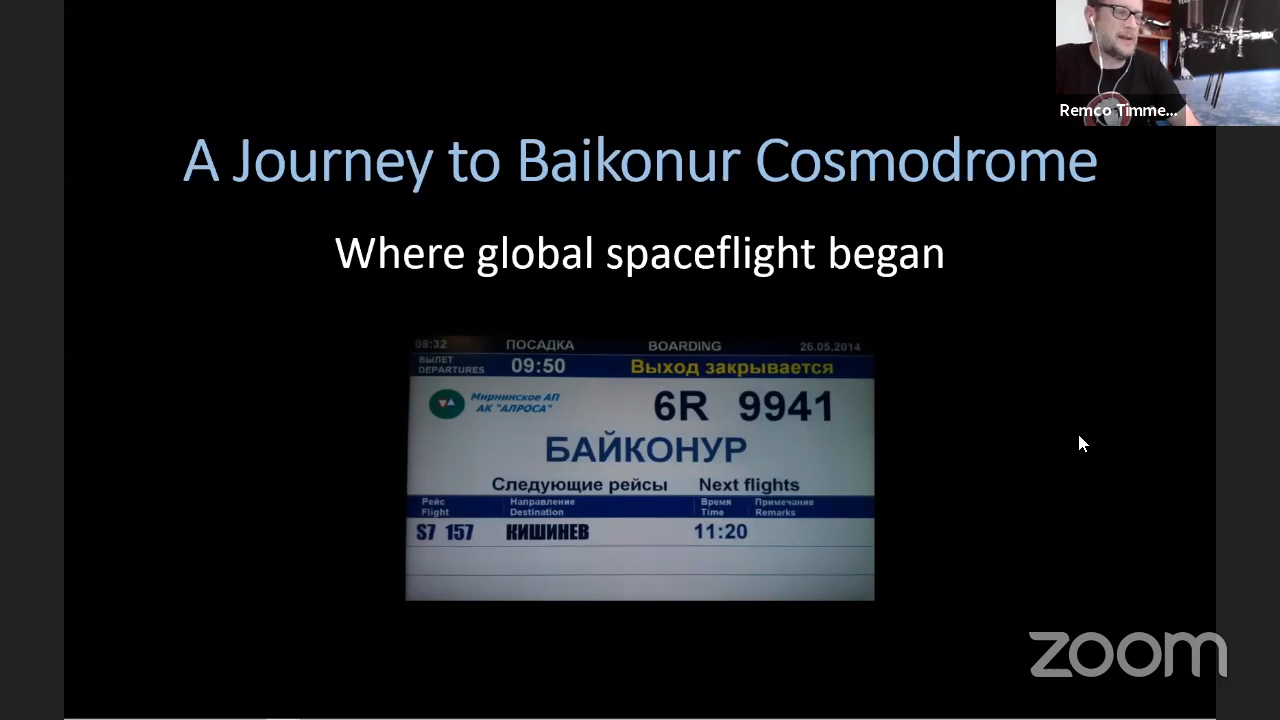 Remco Timme...
A Journey to Baikonur Cosmodrome
Where global spaceflight began
08:32 ПОСАДКА BOARDING 26.05.2014
ВЫЛЕТ
DEPARTURES 09:50 Выход закрывается
Мирнинское АП
АК "АЛРОСА"
6R 9941
БАЙКОНУР
Следующие рейсы Next flights
Рейс Направление Время Примечание
Flight Destination Time Remarks
S7 157 КИШИНЕВ 11:20
zoom